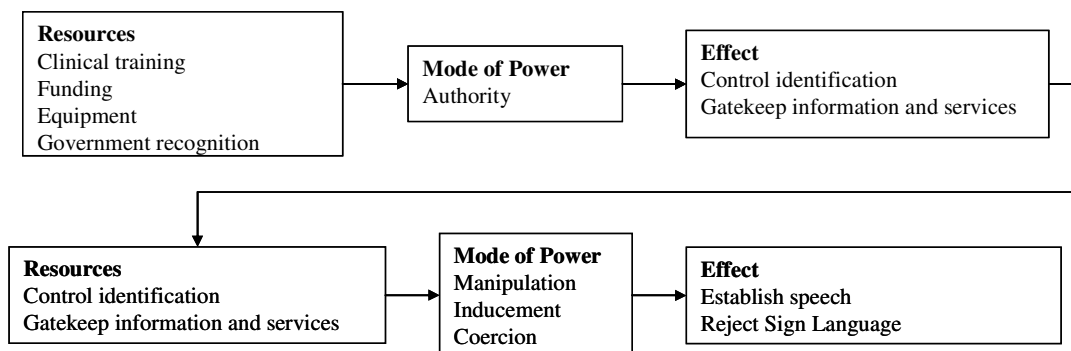 Resources
Clinical training
Funding
Equipment
Government recognition
Mode of Power
Authority
Effect
Control identification
Gatekeep information and services
Resources
Control identification
Gatekeep information and services
Mode of Power
Manipulation
Inducement
Coercion
Effect
Establish speech
Reject Sign Language